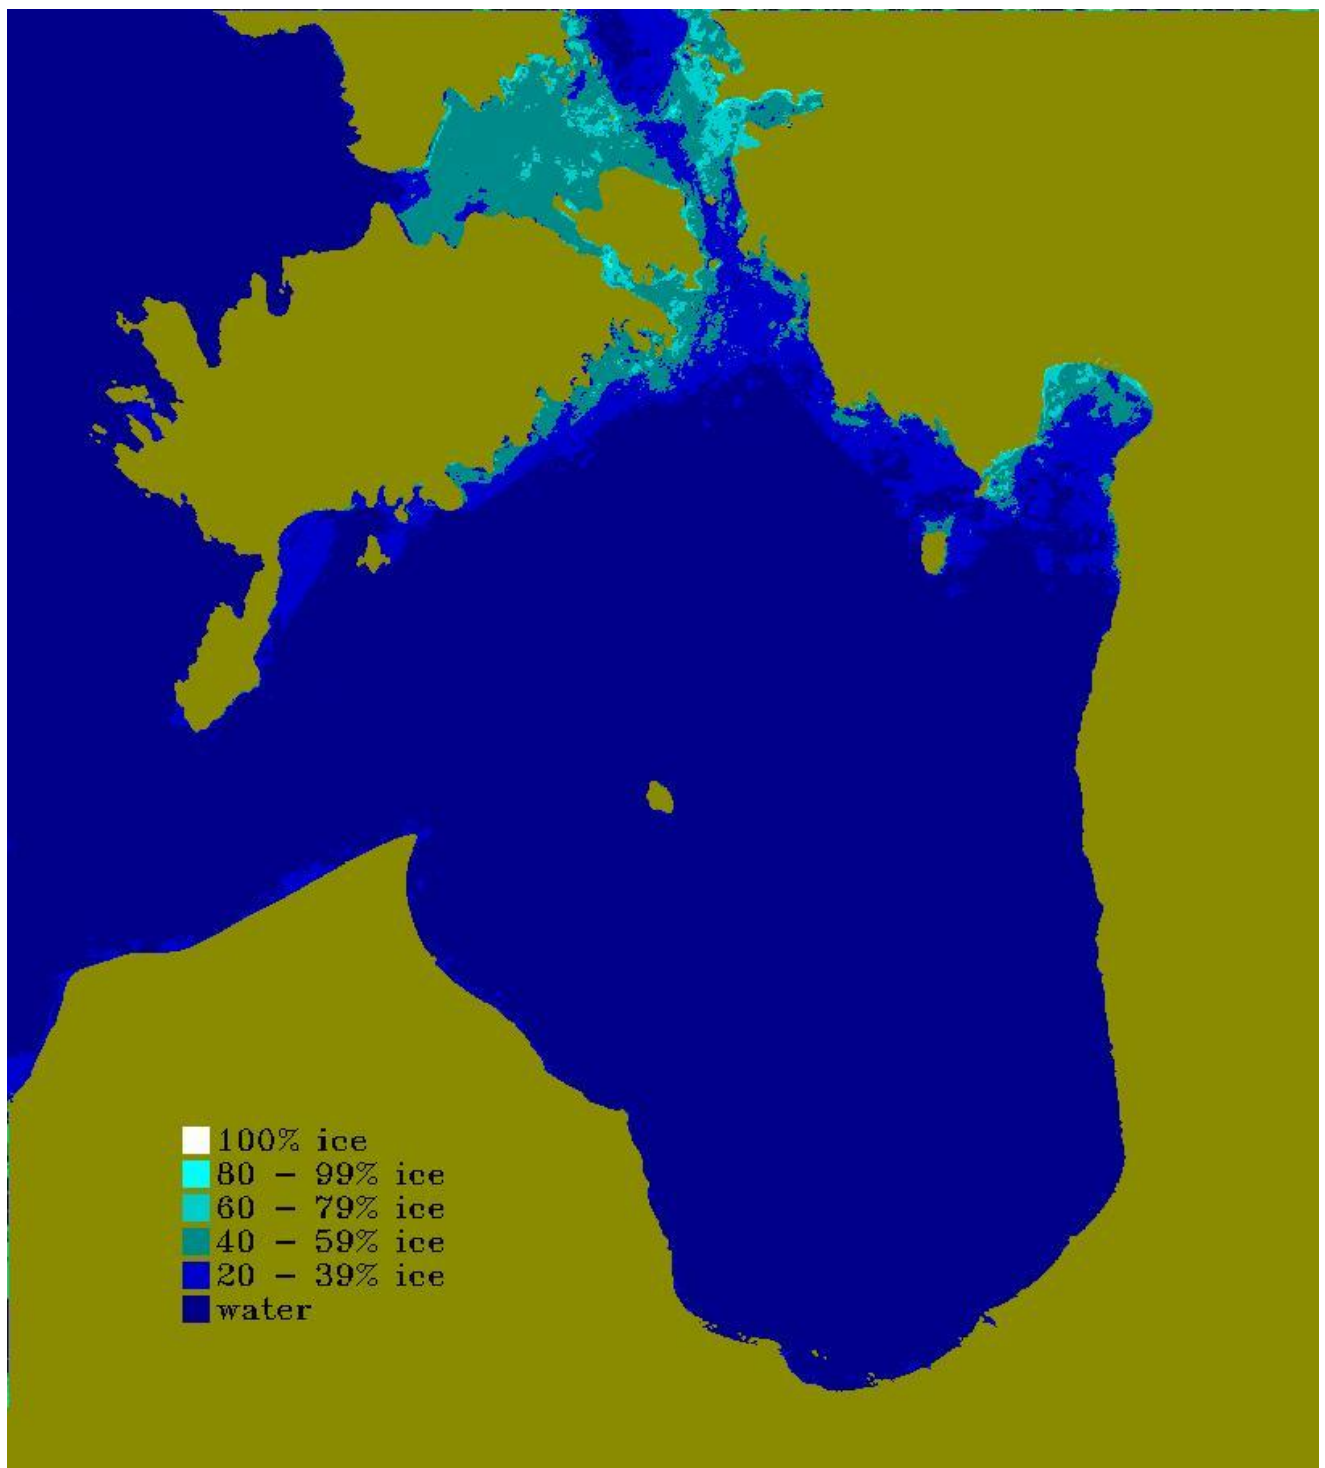 100% ice
80 – 99% ice
60 – 79% ice
40 – 59% ice
20 – 39% ice
water